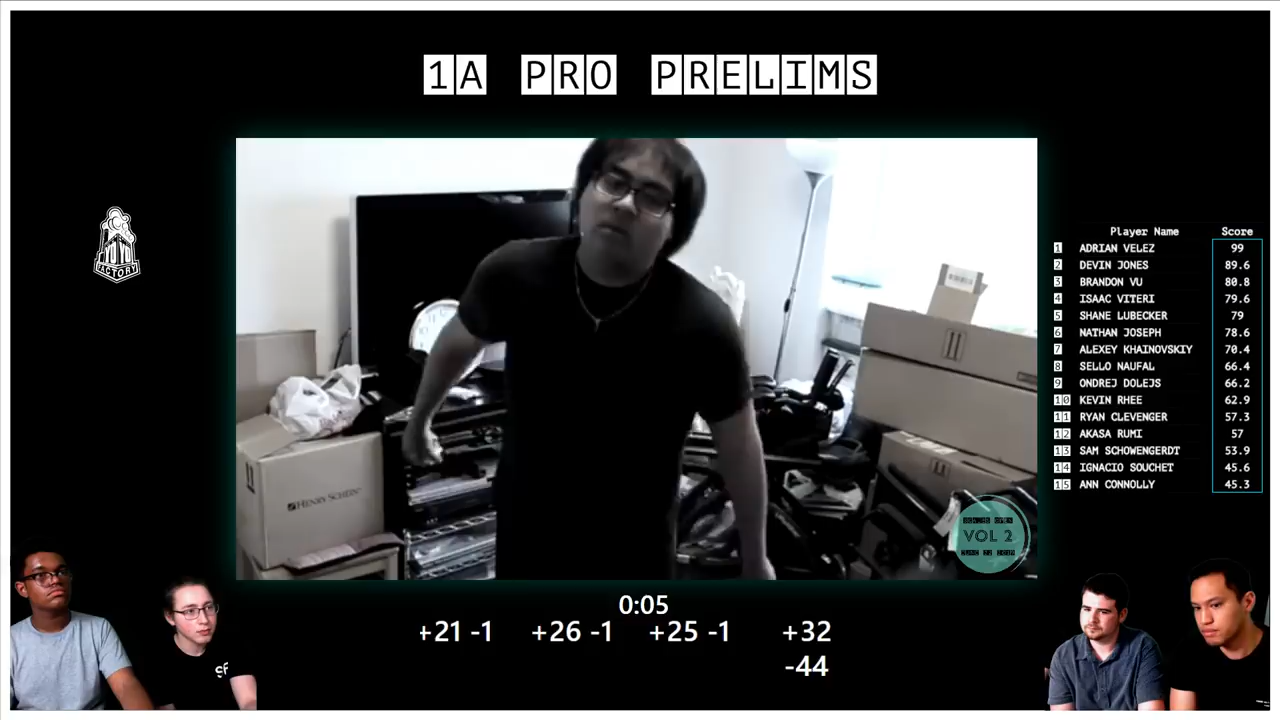 1A PRO PRELIMS
YOYO
FACTORY
HENRY SCHEIN
VOL 2
0:05
+21 -1 +26 -1 +25 -1 +32
-44
SF
Player Name Score
1 ADRIAN VELEZ 99
2 DEVIN JONES 89.6
3 BRANDON VU 80.8
4 ISAAC VITERI 79.6
5 SHANE LUBECKER 79
6 NATHAN JOSEPH 78.6
7 ALEXEY KHAINOVSKIY 70.4
8 SELLO NAUFAL 66.4
9 ONDREJ DOLEJS 66.2
10 KEVIN RHEE 62.9
11 RYAN CLEVENGER 57.3
12 AKASA RUMI 57
13 SAM SCHOWENGERDT 53.9
14 IGNACIO SOUCHET 45.6
15 ANN CONNOLLY 45.3